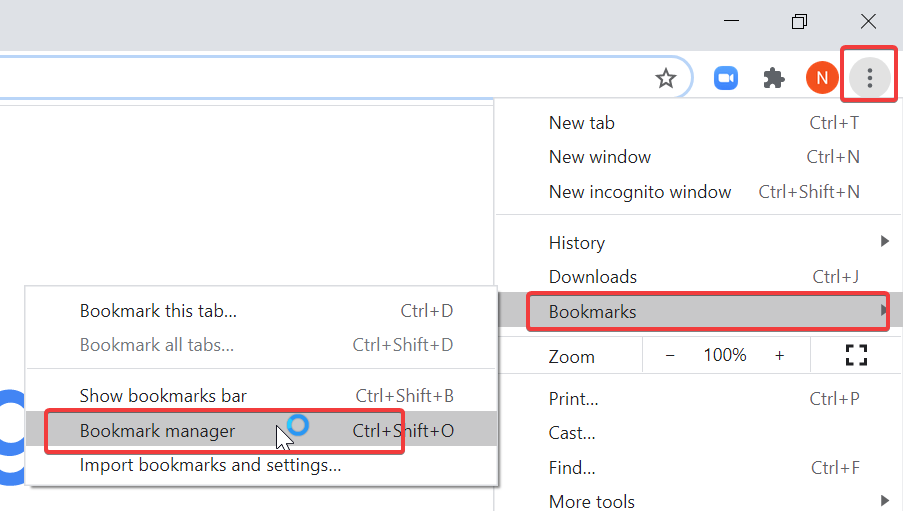 N
New tab Ctrl+T
New window Ctrl+N
New incognito window Ctrl+Shift+N
History
Downloads Ctrl+J
Bookmarks
Zoom − 100% +
Print... Ctrl+P
Cast...
Find... Ctrl+F
More tools
Bookmark this tab... Ctrl+D
Bookmark all tabs... Ctrl+Shift+D
Show bookmarks bar Ctrl+Shift+B
Bookmark manager Ctrl+Shift+O
Import bookmarks and settings...